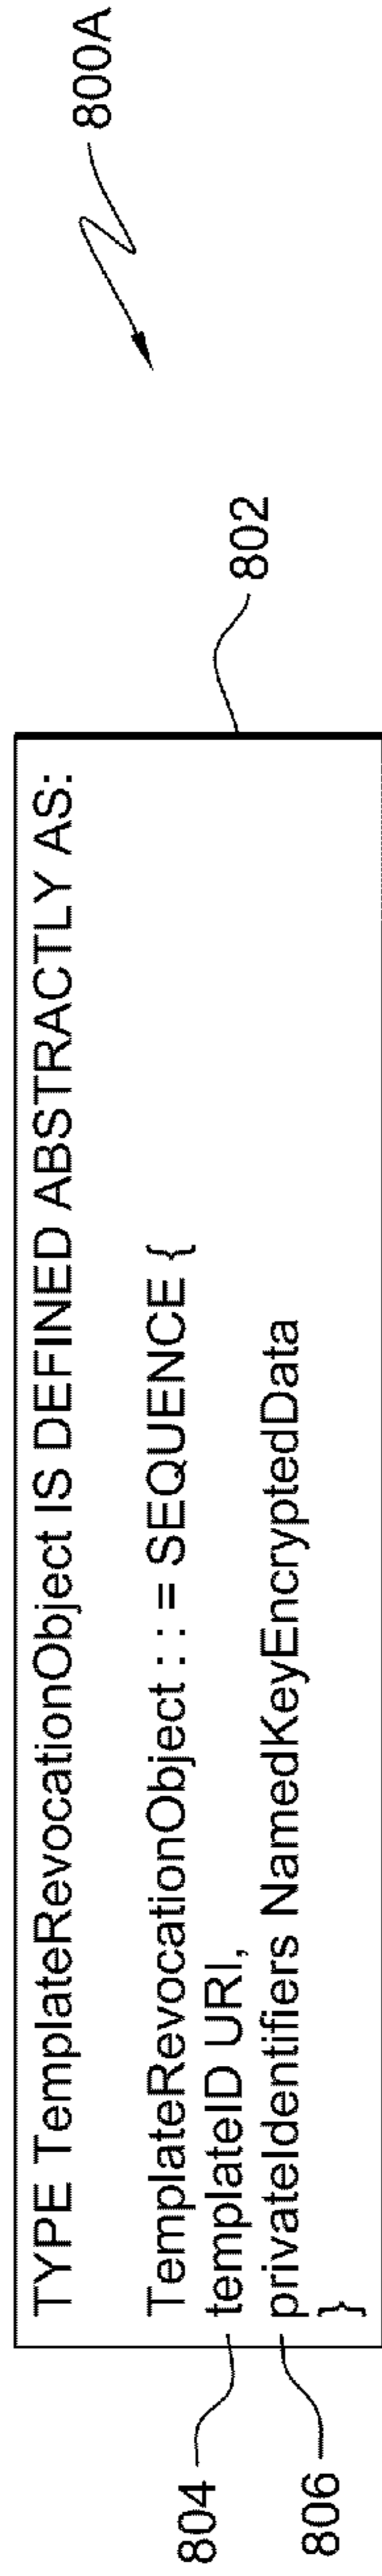 800A
802
TYPE TemplateRevocationObject IS DEFINED ABSTRACTLY AS:
TemplateRevocationObject : : = SEQUENCE {
804
templateID URI,
806
privateIdentifiers NamedKeyEncryptedData
}